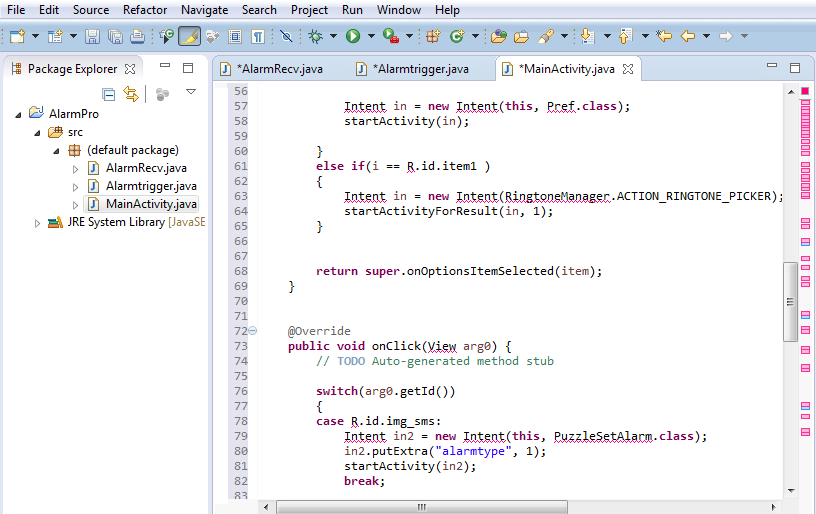 File Edit Source Refactor Navigate Search Project Run Window Help
Package Explorer
*AlarmRecv.java *Alarmtrigger.java *MainActivity.java
AlarmPro
src
(default package)
AlarmRecv.java
Alarmtrigger.java
MainActivity.java
JRE System Library [JavaSE
56
57 Intent in = new Intent(this, Pref.class);
58 startActivity(in);
59
60 }
61 else if(i == R.id.item1 )
62 {
63 Intent in = new Intent(RingtoneManager.ACTION_RINGTONE_PICKER);
64 startActivityForResult(in, 1);
65 }
66
67
68 return super.onOptionsItemSelected(item);
69 }
70
71
72 @Override
73 public void onClick(View arg0) {
74 // TODO Auto-generated method stub
75
76 switch(arg0.getId())
77 {
78 case R.id.img_sms:
79 Intent in2 = new Intent(this, PuzzleSetAlarm.class);
80 in2.putExtra("alarmtype", 1);
81 startActivity(in2);
82 break;
83